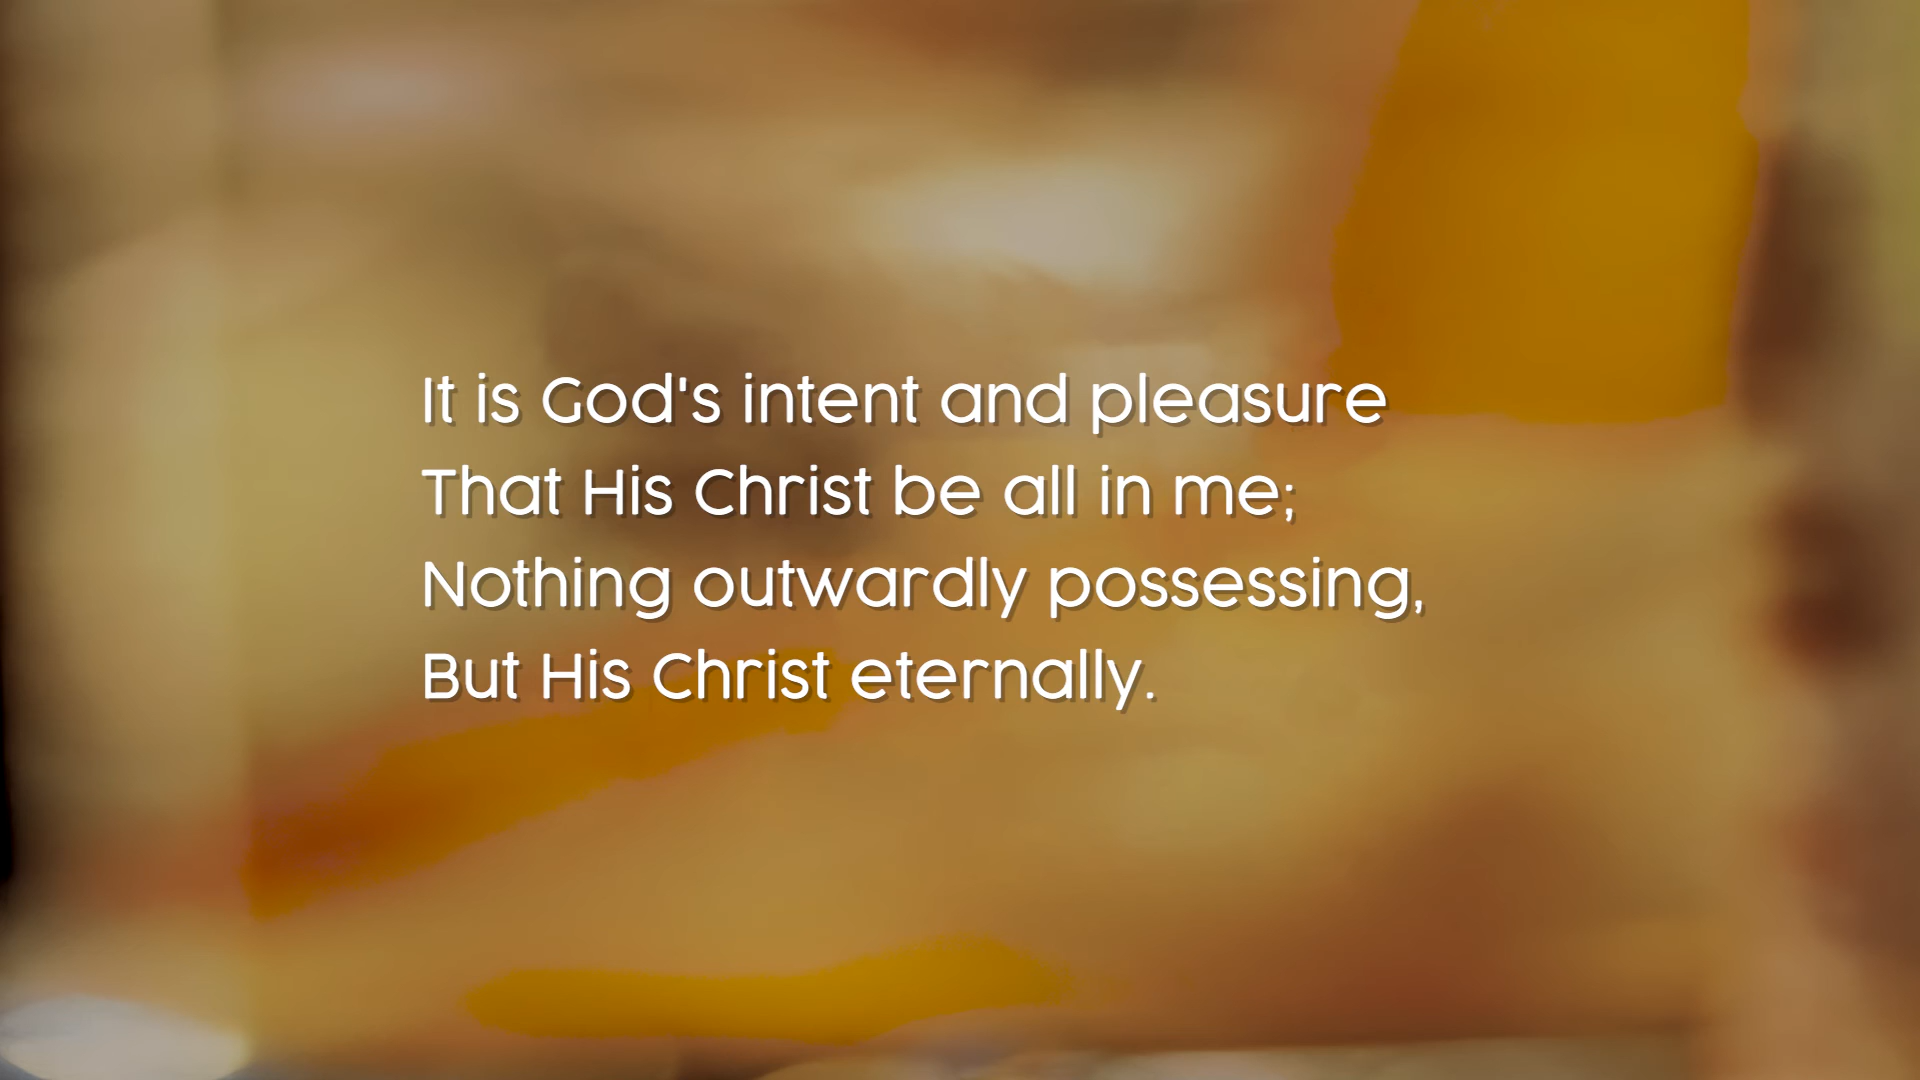 It is God's intent and pleasure
That His Christ be all in me;
Nothing outwardly possessing,
But His Christ eternally.